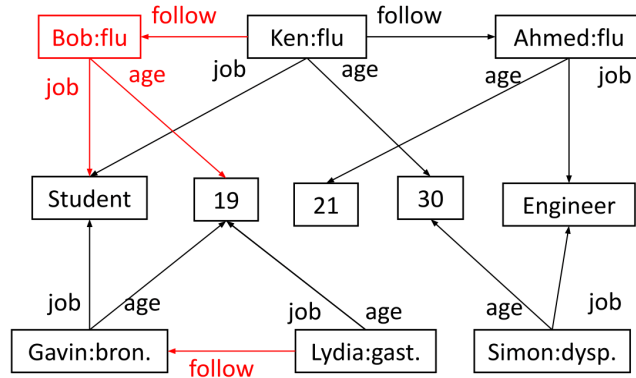 follow
follow
Bob:flu
Ken:flu
Ahmed:flu
job
age
job
age
age
job
Student
19
21
30
Engineer
job
age
job
age
age
job
Gavin:bron.
follow
Lydia:gast.
Simon:dysp.